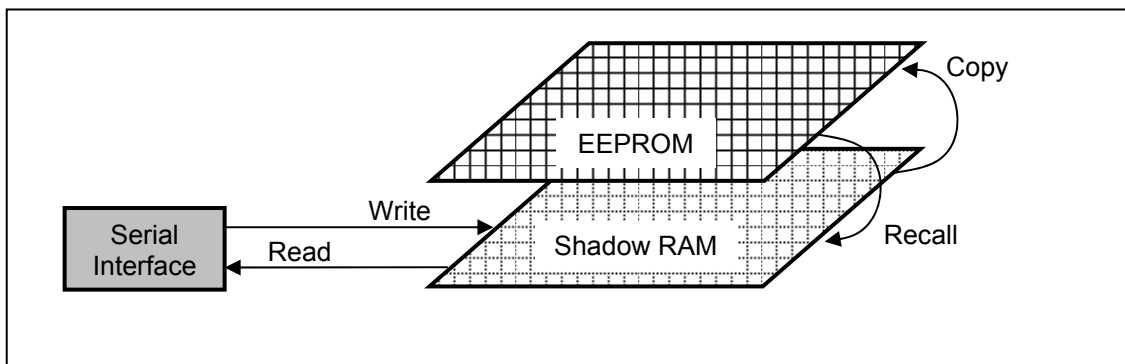 Copy
EEPROM
Write
Serial
Interface
Read
Shadow RAM
Recall